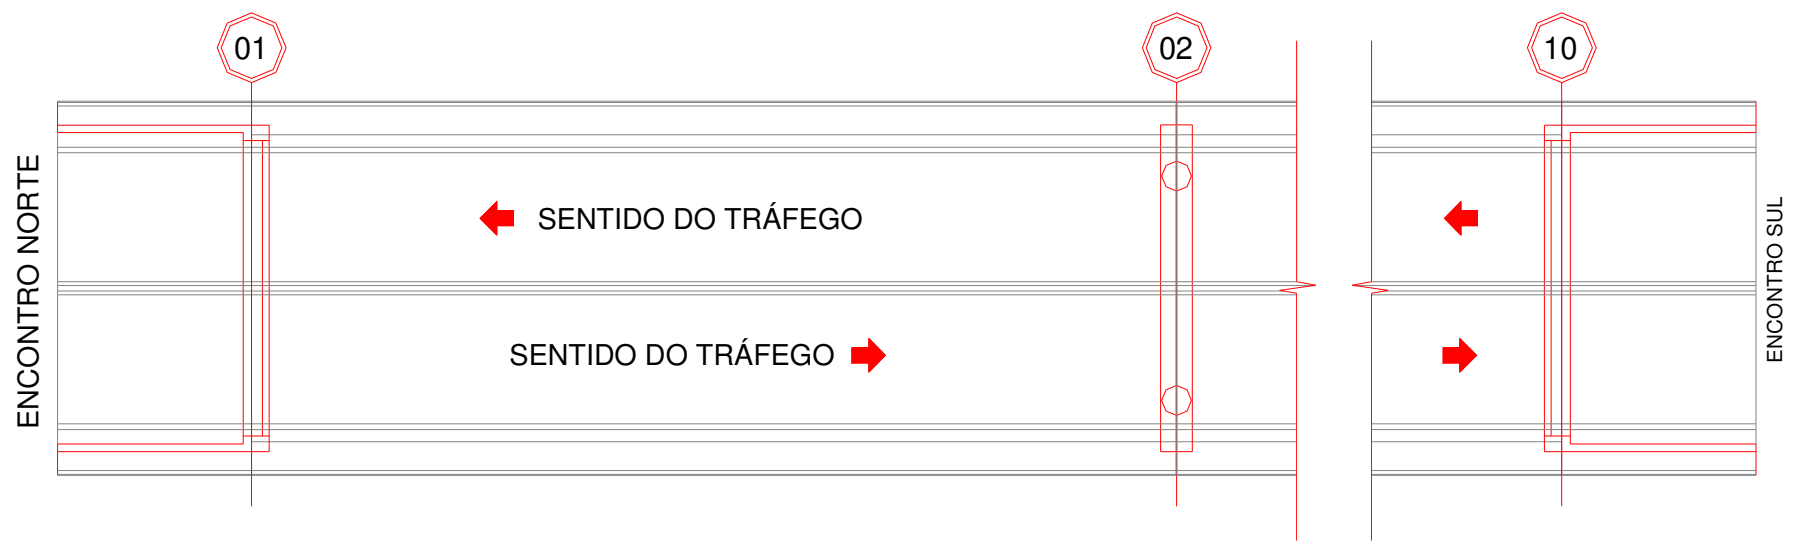 01
02
10
ENCONTRO NORTE
SENTIDO DO TRÁFEGO
SENTIDO DO TRÁFEGO
ENCONTRO SUL